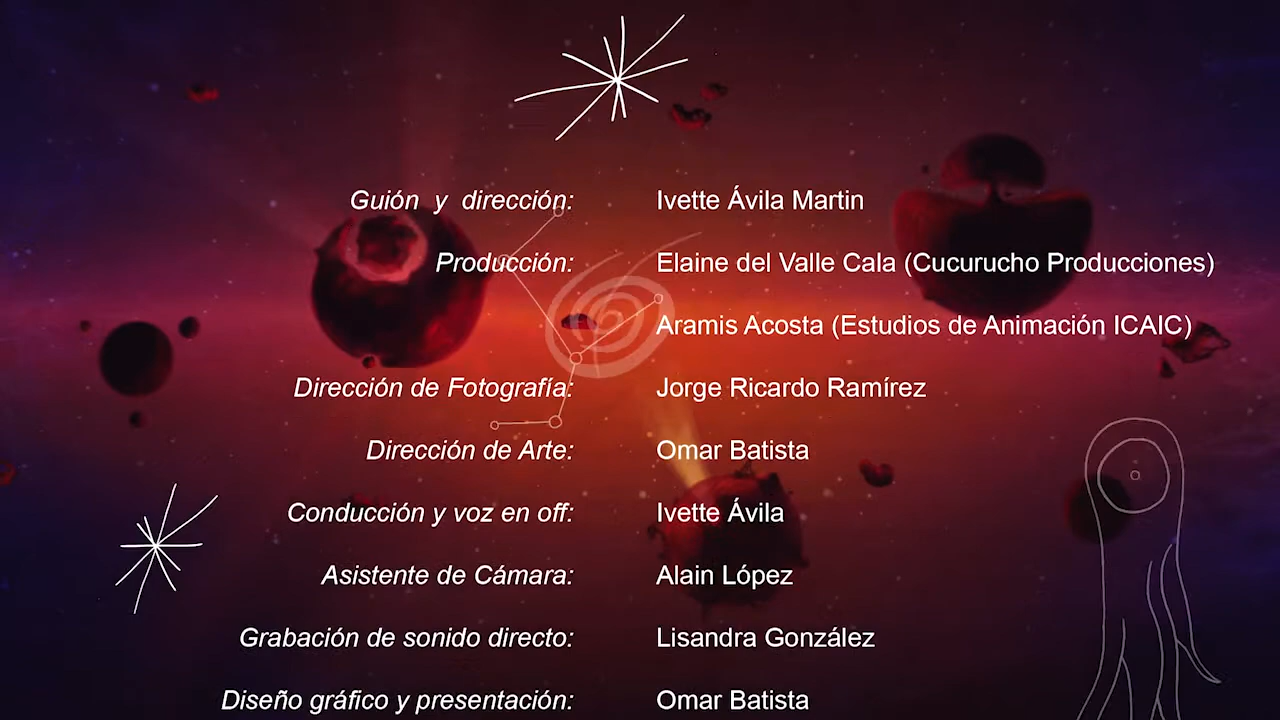 Guión y dirección: Ivette Ávila Martin
Producción: Elaine del Valle Cala (Cucurucho Producciones)
Aramis Acosta (Estudios de Animación ICAIC)
Dirección de Fotografía: Jorge Ricardo Ramírez
Dirección de Arte: Omar Batista
Conducción y voz en off: Ivette Ávila
Asistente de Cámara: Alain López
Grabación de sonido directo: Lisandra González
Diseño gráfico y presentación: Omar Batista